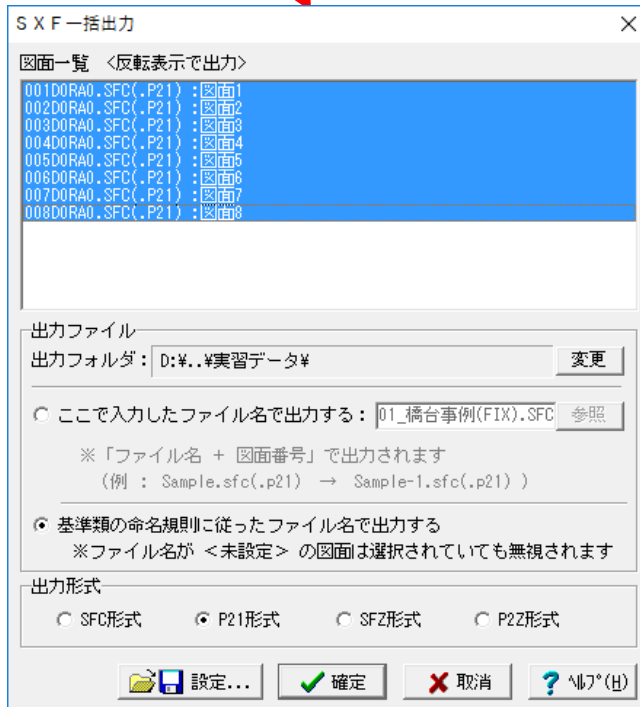 ＳＸＦ一括出力
図面一覧 <反転表示で出力>
001D0RA0.SFC(.P21) :図面1
002D0RA0.SFC(.P21) :図面2
003D0RA0.SFC(.P21) :図面3
004D0RA0.SFC(.P21) :図面4
005D0RA0.SFC(.P21) :図面5
006D0RA0.SFC(.P21) :図面6
007D0RA0.SFC(.P21) :図面7
008D0RA0.SFC(.P21) :図面8
出力ファイル
出力フォルダ： D:¥..¥実習データ¥ 変更
ここで入力したファイル名で出力する： 01_橋台事例(FIX).SFC 参照
※「ファイル名 + 図面番号」で出力されます
(例 : Sample.sfc(.p21) → Sample-1.sfc(.p21) )
基準類の命名規則に従ったファイル名で出力する
※ファイル名が <未設定> の図面は選択されていても無視されます
出力形式
SFC形式 P21形式 SFZ形式 P2Z形式
設定... 確定 取消 ? ﾍﾙﾌﾟ(H)